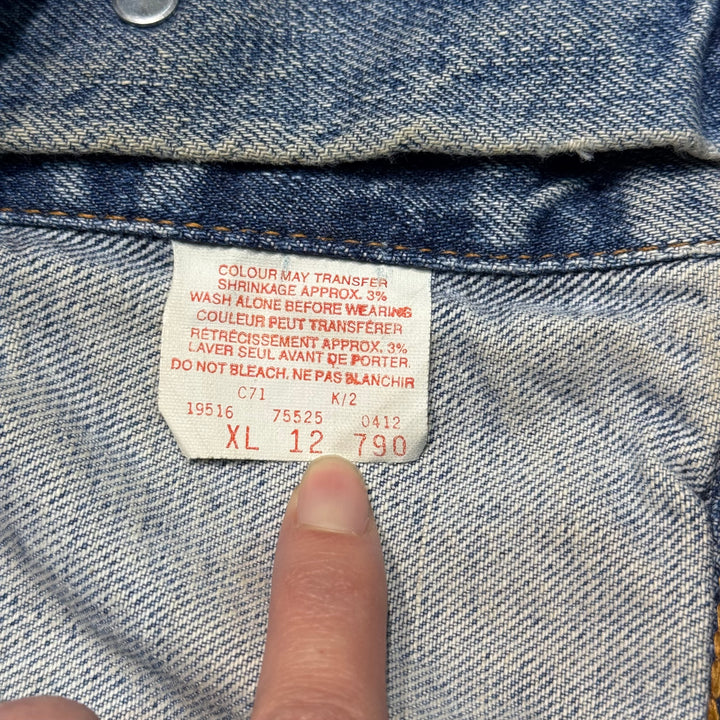 COLOUR MAY TRANSFER
SHRINKAGE APPROX. 3%
WASH ALONE BEFORE WEARING
COULEUR PEUT TRANSFÉRER
RÉTRÉCISSEMENT APPROX. 3%
LAVER SEUL AVANT DE PORTER.
DO NOT BLEACH. NE PAS BLANCHIR
C71 K/2
19516 75525 0412
XL 12 790